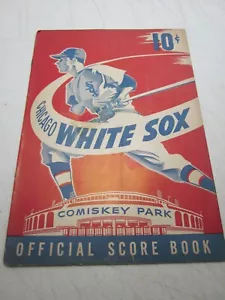 10¢
CHICAGO WHITE SOX
COMISKEY PARK
OFFICIAL SCORE BOOK